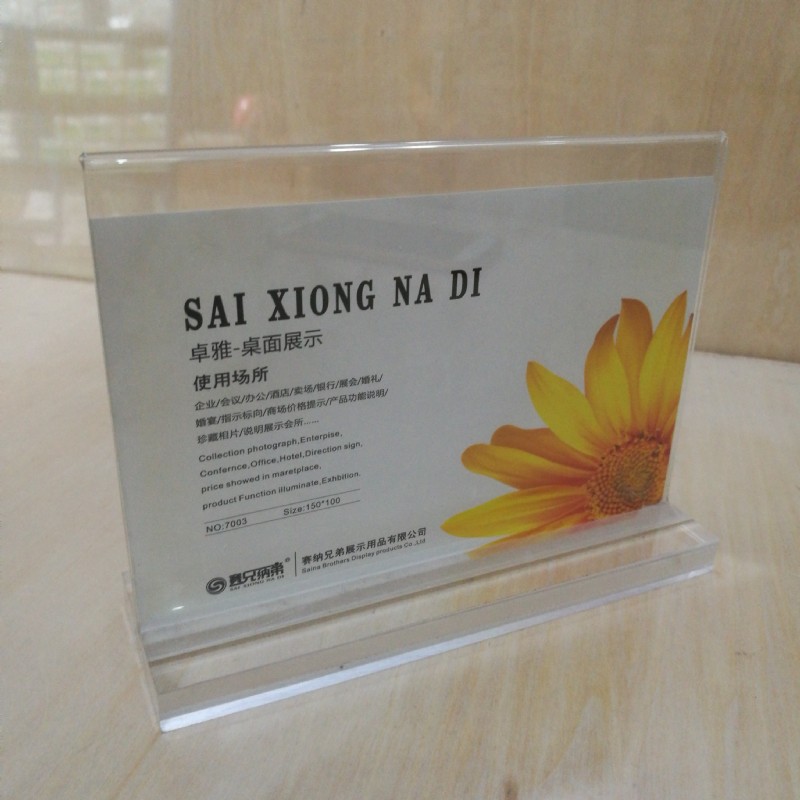 SAI XIONG NA DI
卓雅-桌面展示
使用场所
企业/会议/办公/酒店/卖场/银行/展会/婚礼/
婚宴/指示标向/商场价格提示/产品功能说明/
珍藏相片/说明展示会所......
Collection photograph,Enterpise,
Confernce,Office,Hotel,Direction sign,
price showed in maretplace,
product Function illuminate,Exhbition.
NO:7003 Size:150*100
赛兄纳弟®
SAI XIONG NA DI
赛纳兄弟展示用品有限公司
Saina Brothers Display products Co.,Ltd